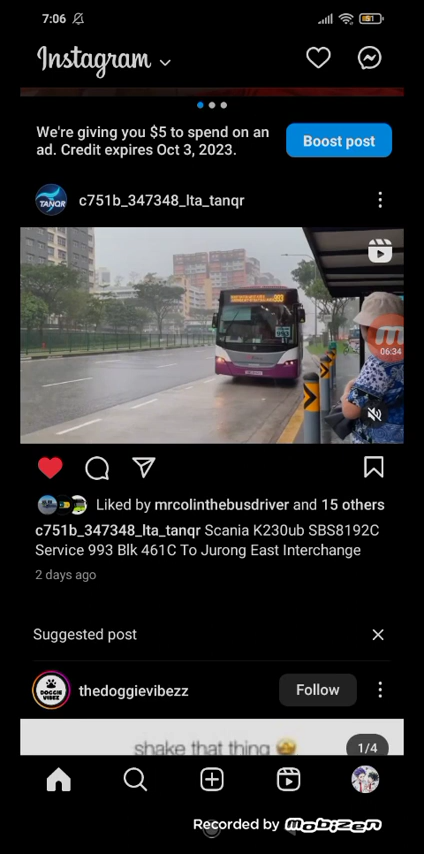 7:06
Instagram
We're giving you $5 to spend on an
ad. Credit expires Oct 3, 2023.
Boost post
TANQR
c751b_347348_lta_tanqr
993
06:34
Liked by mrcolinthebusdriver and 15 others
c751b_347348_lta_tanqr Scania K230ub SBS8192C
Service 993 Blk 461C To Jurong East Interchange
2 days ago
Suggested post
DOGGIE
VIBEZ
thedoggievibezz
Follow
shake that thing 🤩
1/4
Recorded by MOBIZEN